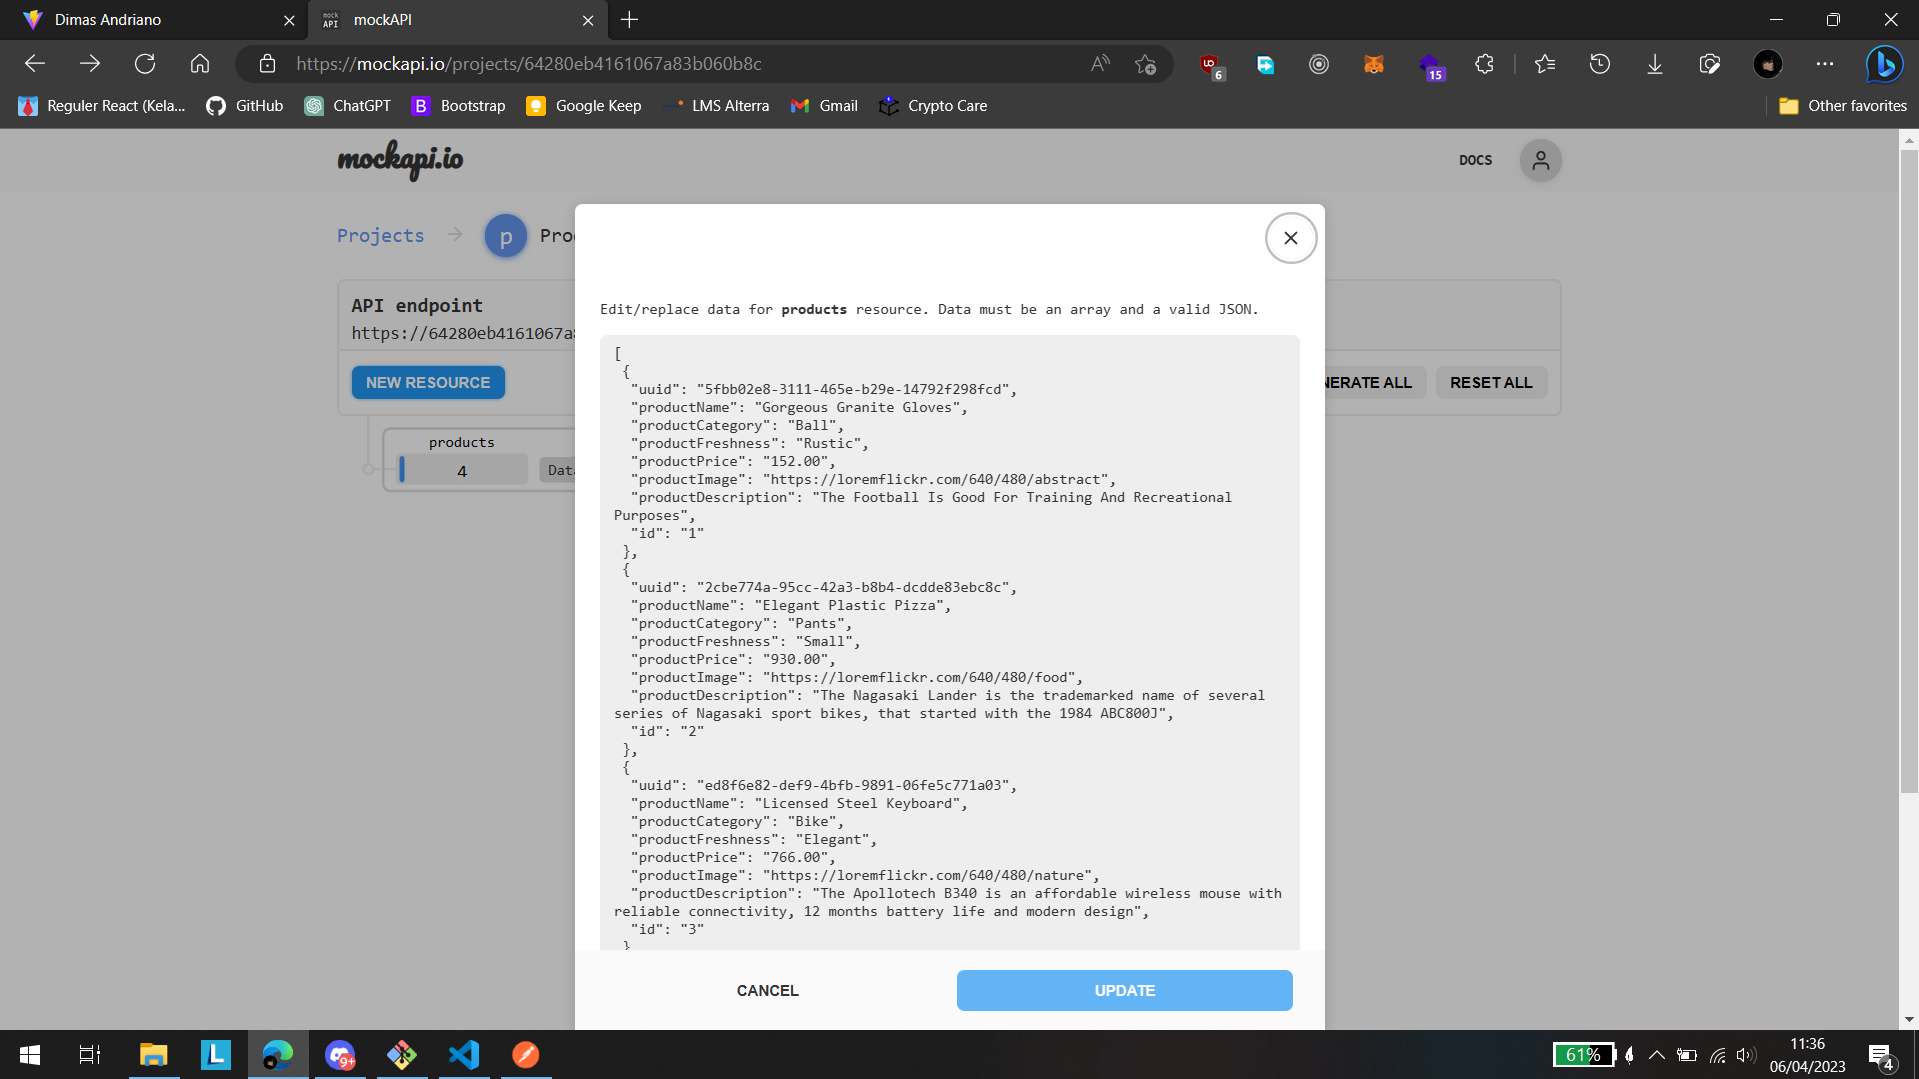 Dimas Andriano
mock
API
mockAPI
https://mockapi.io/projects/64280eb4161067a83b060b8c
6
15
Reguler React (Kela...
GitHub
ChatGPT
B
Bootstrap
Google Keep
LMS Alterra
Gmail
Crypto Care
Other favorites
mockapi.io
DOCS
Projects
p
API endpoint
NEW RESOURCE
RESET ALL
products
4
Edit/replace data for products resource. Data must be an array and a valid JSON.
[
{
"uuid": "5fbb02e8-3111-465e-b29e-14792f298fcd",
"productName": "Gorgeous Granite Gloves",
"productCategory": "Ball",
"productFreshness": "Rustic",
"productPrice": "152.00",
"productImage": "https://loremflickr.com/640/480/abstract",
"productDescription": "The Football Is Good For Training And Recreational
Purposes",
"id": "1"
},
{
"uuid": "2cbe774a-95cc-42a3-b8b4-dcdde83ebc8c",
"productName": "Elegant Plastic Pizza",
"productCategory": "Pants",
"productFreshness": "Small",
"productPrice": "930.00",
"productImage": "https://loremflickr.com/640/480/food",
"productDescription": "The Nagasaki Lander is the trademarked name of several
series of Nagasaki sport bikes, that started with the 1984 ABC800J",
"id": "2"
},
{
"uuid": "ed8f6e82-def9-4bfb-9891-06fe5c771a03",
"productName": "Licensed Steel Keyboard",
"productCategory": "Bike",
"productFreshness": "Elegant",
"productPrice": "766.00",
"productImage": "https://loremflickr.com/640/480/nature",
"productDescription": "The Apollotech B340 is an affordable wireless mouse with
reliable connectivity, 12 months battery life and modern design",
"id": "3"
}
CANCEL
UPDATE
L
9+
61%
11:36
06/04/2023
4